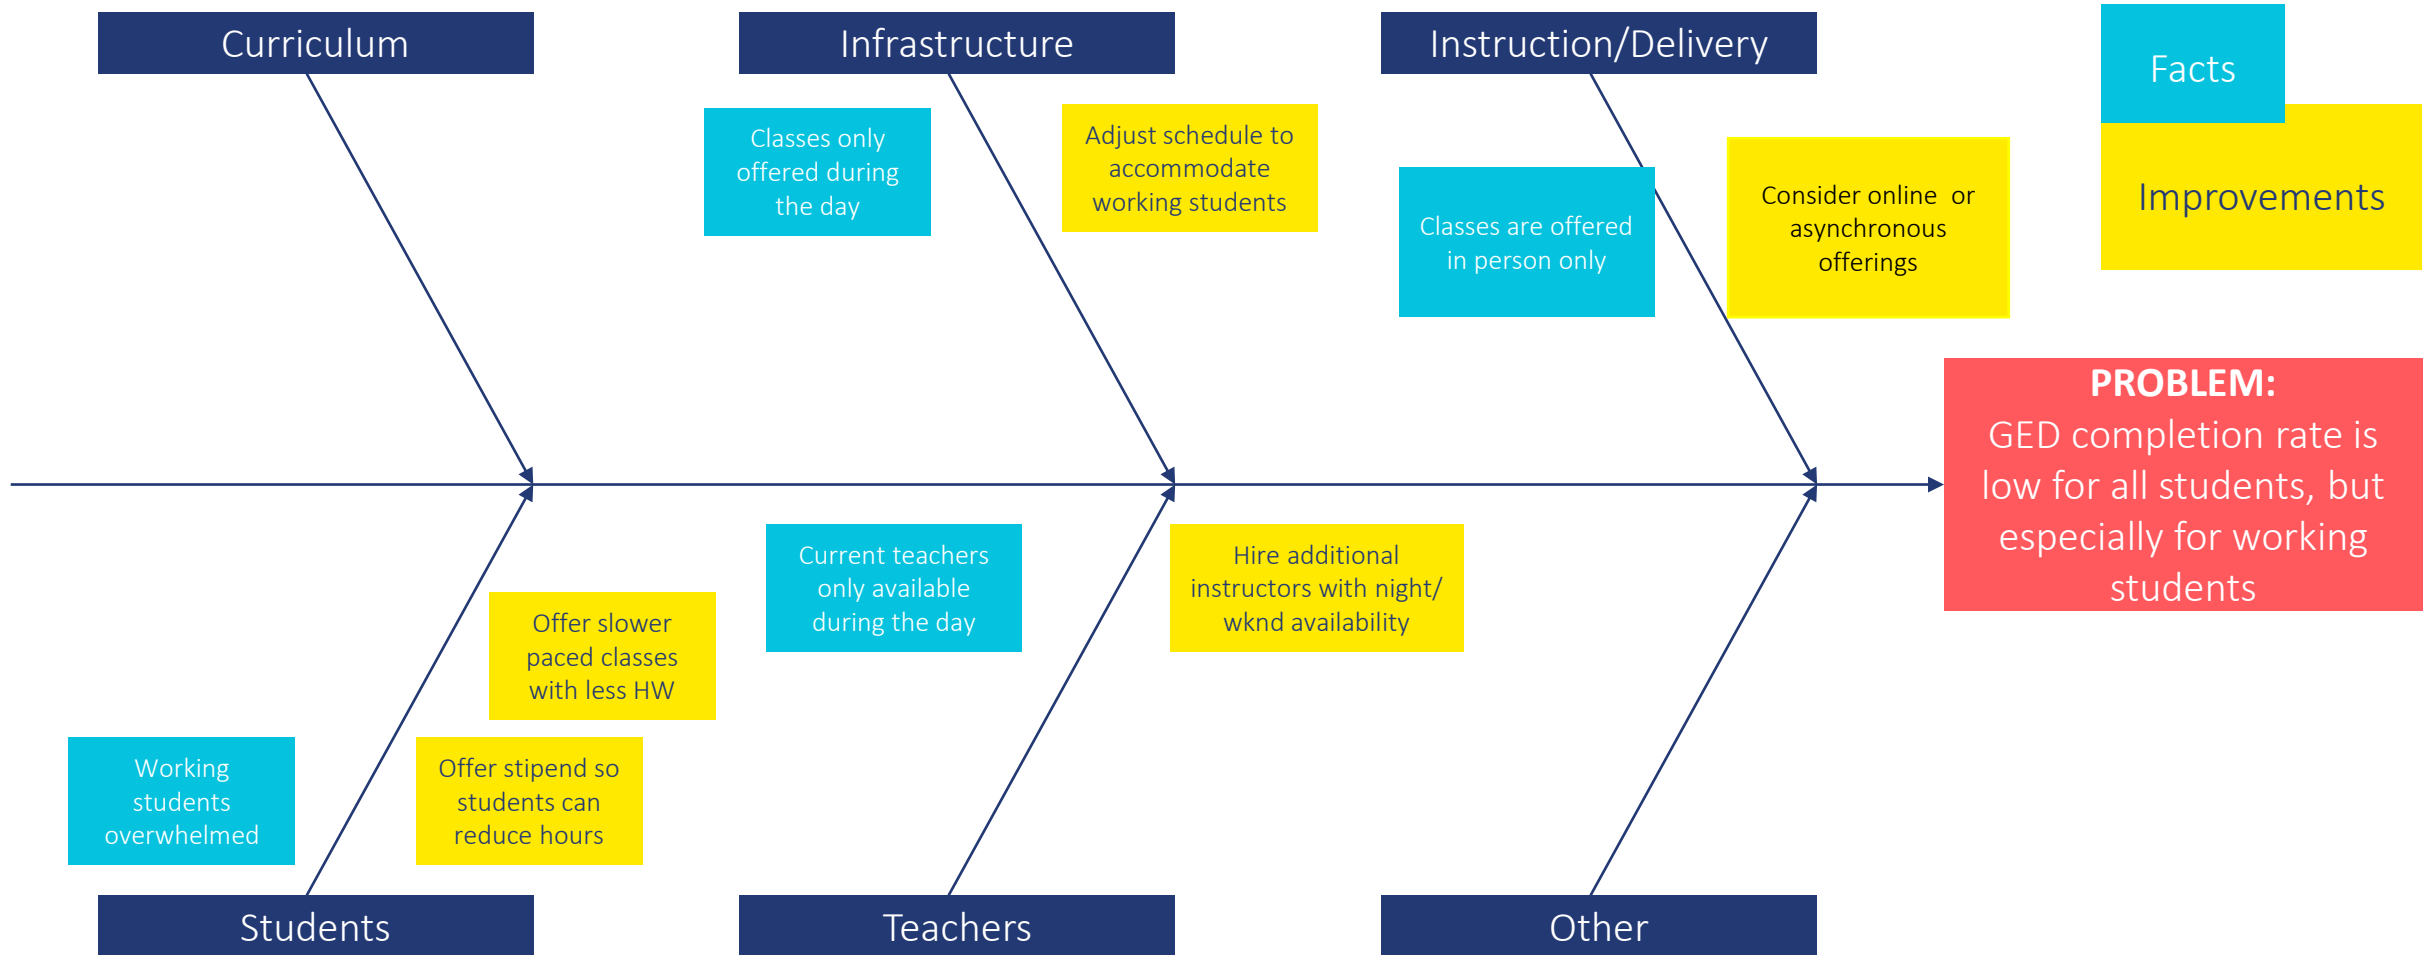 Curriculum
Infrastructure
Instruction/Delivery
Facts
Improvements
Classes only
offered during
the day
Adjust schedule to
accommodate
working students
Classes are offered
in person only
Consider online  or
asynchronous
offerings
PROBLEM:
GED completion rate is
low for all students, but
especially for working
students
Working
students
overwhelmed
Offer slower
paced classes
with less HW
Offer stipend so
students can
reduce hours
Current teachers
only available
during the day
Hire additional
instructors with night/
wknd availability
Students
Teachers
Other